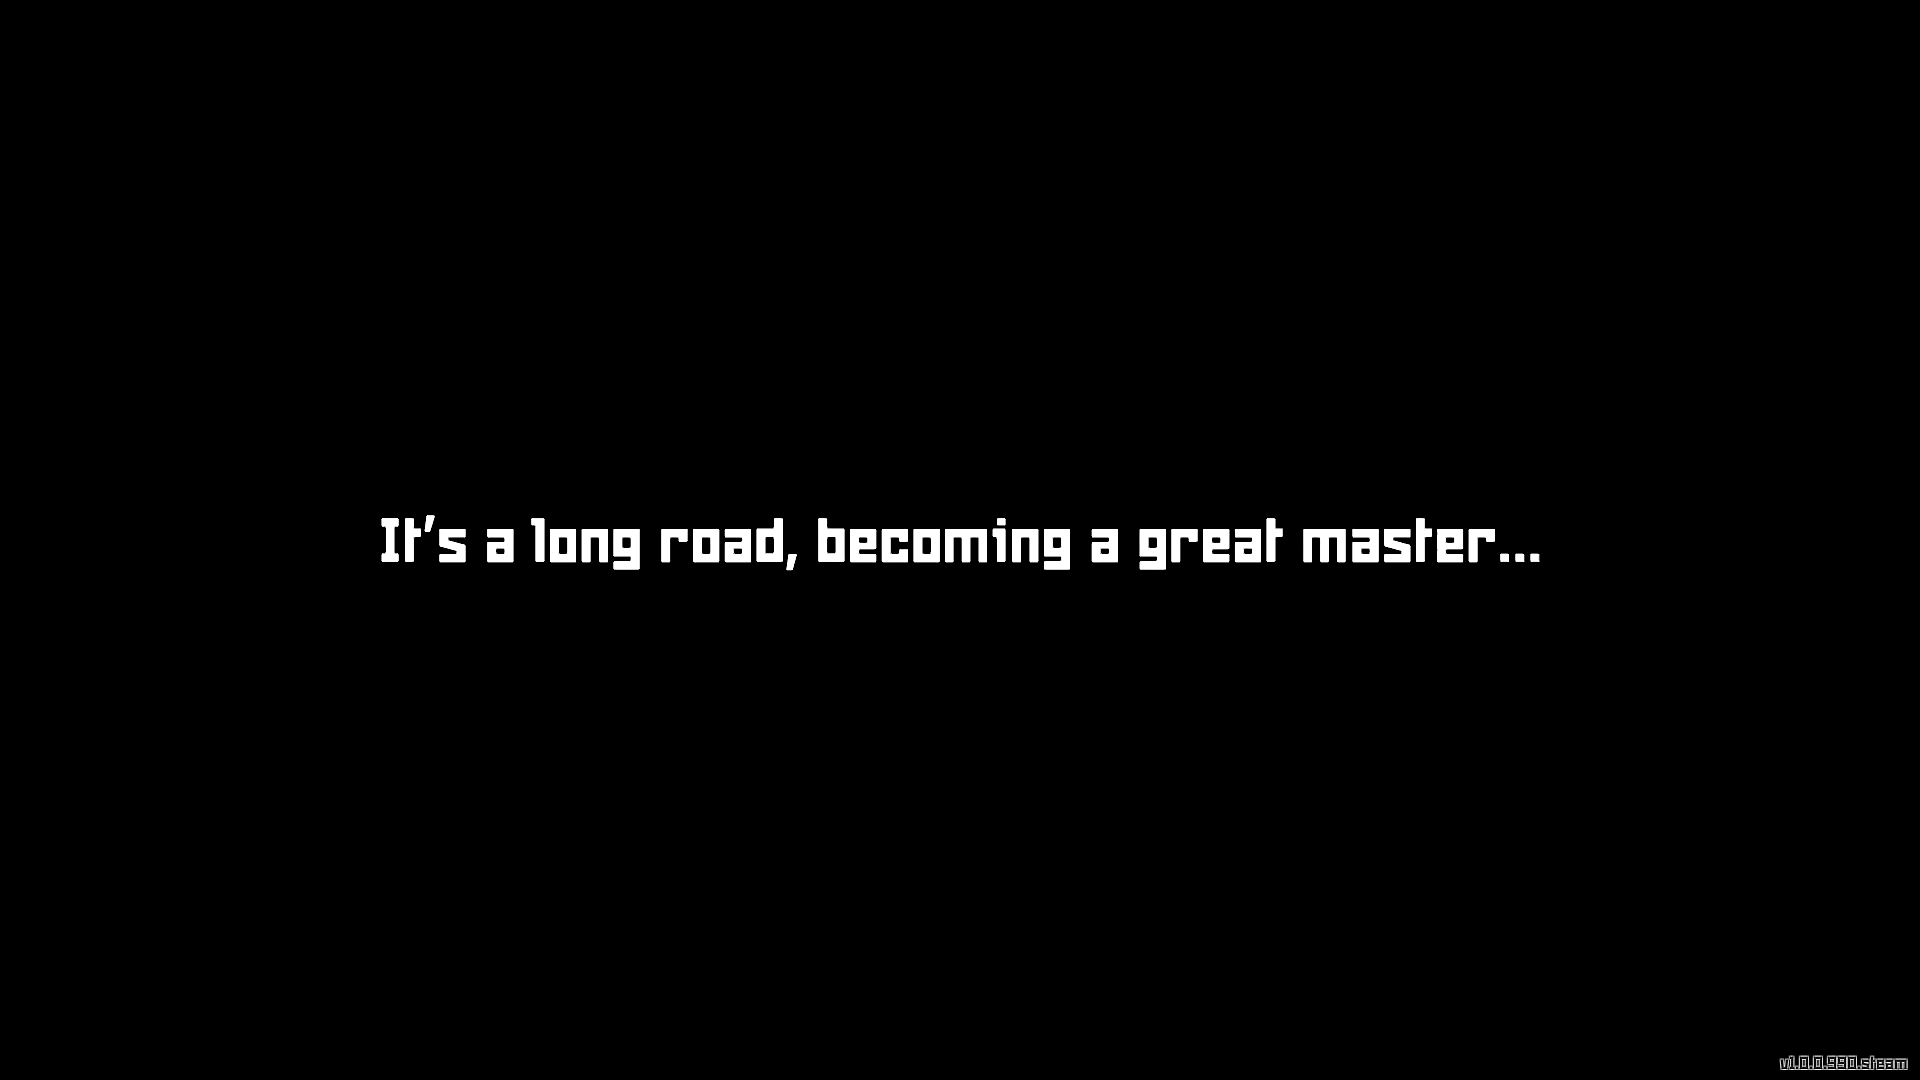 It's a long road, becoming a great master...
v1.0.0.990.steam